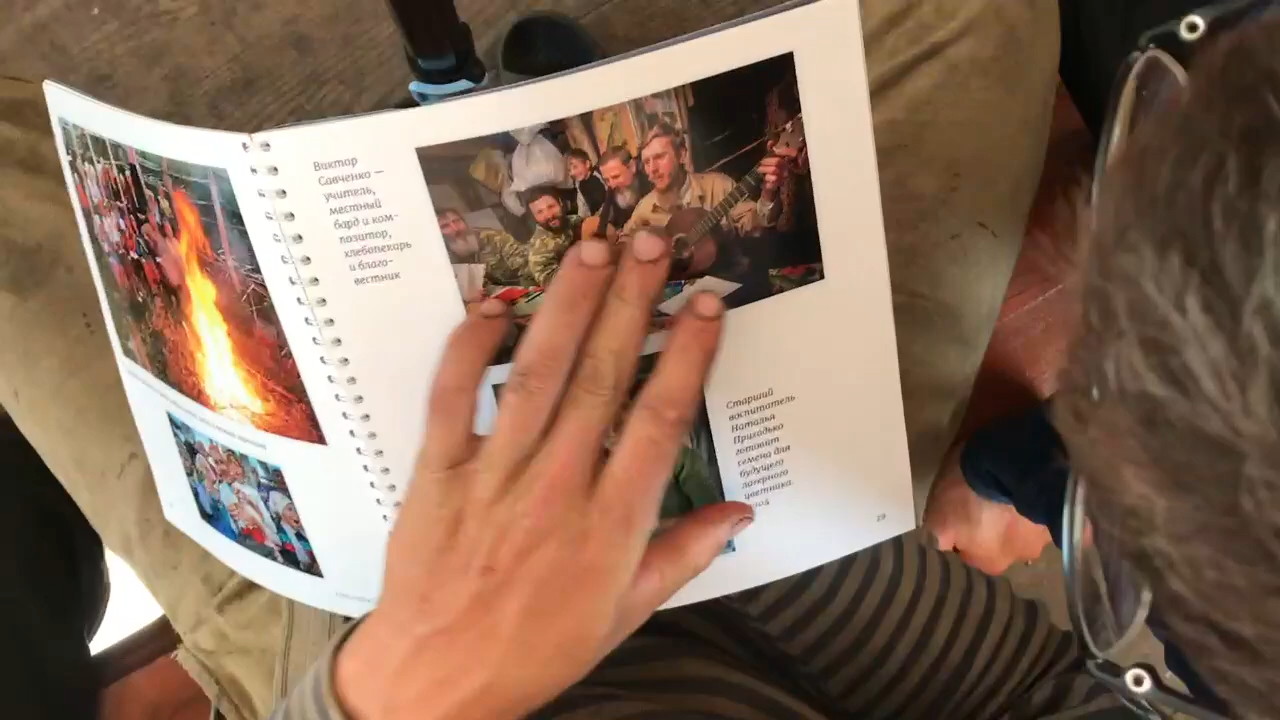 Виктор
Савченко —
учитель,
местный
бард и ком-
позитор,
хлебопекарь
и благо-
вестник
Старший
воспитатель
Наталья
Приходько
готовит
семена для
будущего
лагерного
цветника.
29